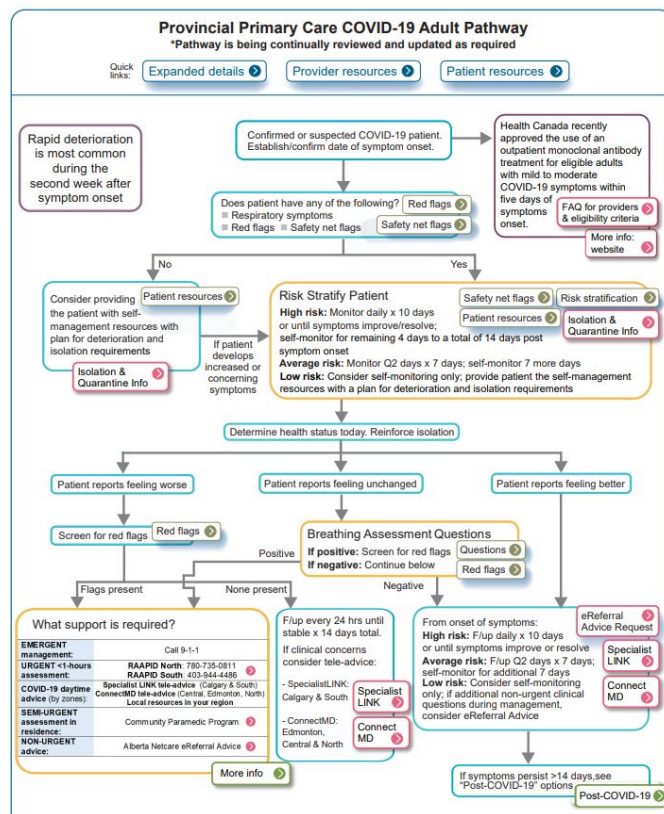 Provincial Primary Care COVID-19 Adult Pathway
*Pathway is being continually reviewed and updated as required
Quick
links:
Expanded details
Provider resources
Patient resources
Rapid deterioration
is most common
during the
second week after
symptom onset
Confirmed or suspected COVID-19 patient.
Establish/confirm date of symptom onset.
Health Canada recently
approved the use of an
outpatient monoclonal antibody
treatment for eligible adults
with mild to moderate
COVID-19 symptoms within
five days of
symptoms
onset.
FAQ for providers
& eligibility criteria
More info:
website
Does patient have any of the following?
Respiratory symptoms
Red flags Safety net flags
Red flags
Safety net flags
No
Yes
Consider providing
the patient with self-
management resources with
plan for deterioration and
isolation requirements
Patient resources
Isolation &
Quarantine Info
If patient
develops
increased or
concerning
symptoms
Risk Stratify Patient
High risk: Monitor daily x 10 days
or until symptoms improve/resolve;
self-monitor for remaining 4 days to a total of 14 days post
symptom onset
Average risk: Monitor Q2 days x 7 days; self-monitor 7 more days
Low risk: Consider self-monitoring only; provide patient the self-management
resources with a plan for deterioration and isolation requirements
Safety net flags
Risk stratification
Patient resources
Isolation &
Quarantine Info
Determine health status today. Reinforce isolation
Patient reports feeling worse
Patient reports feeling unchanged
Patient reports feeling better
Screen for red flags
Red flags
Breathing Assessment Questions
If positive: Screen for red flags
If negative: Continue below
Questions
Red flags
Positive
Negative
Flags present
None present
What support is required?
EMERGENT
management:
Call 9-1-1
URGENT <1-hours
assessment:
RAAPID North: 780-735-0811
RAAPID South: 403-944-4486
COVID-19 daytime
advice (by zones):
Specialist LINK tele-advice (Calgary & South)
ConnectMD tele-advice (Central, Edmonton, North)
Local resources in your region
SEMI-URGENT
assessment in
residence:
Community Paramedic Program
NON-URGENT
advice:
Alberta Netcare eReferral Advice
More info
F/up every 24 hrs until
stable x 14 days total.
If clinical concerns
consider tele-advice:
- SpecialistLINK:
Calgary & South
- ConnectMD:
Edmonton,
Central & North
Specialist
LINK
Connect
MD
From onset of symptoms:
High risk: F/up daily x 10 days
or until symptoms improve or resolve
Average risk: F/up Q2 days x 7 days;
self-monitor for additional 7 days
Low risk: Consider self-monitoring
only; if additional non-urgent clinical
questions during management,
consider eReferral Advice
eReferral
Advice Request
Specialist
LINK
Connect
MD
If symptoms persist >14 days,see
"Post-COVID-19" options
Post-COVID-19